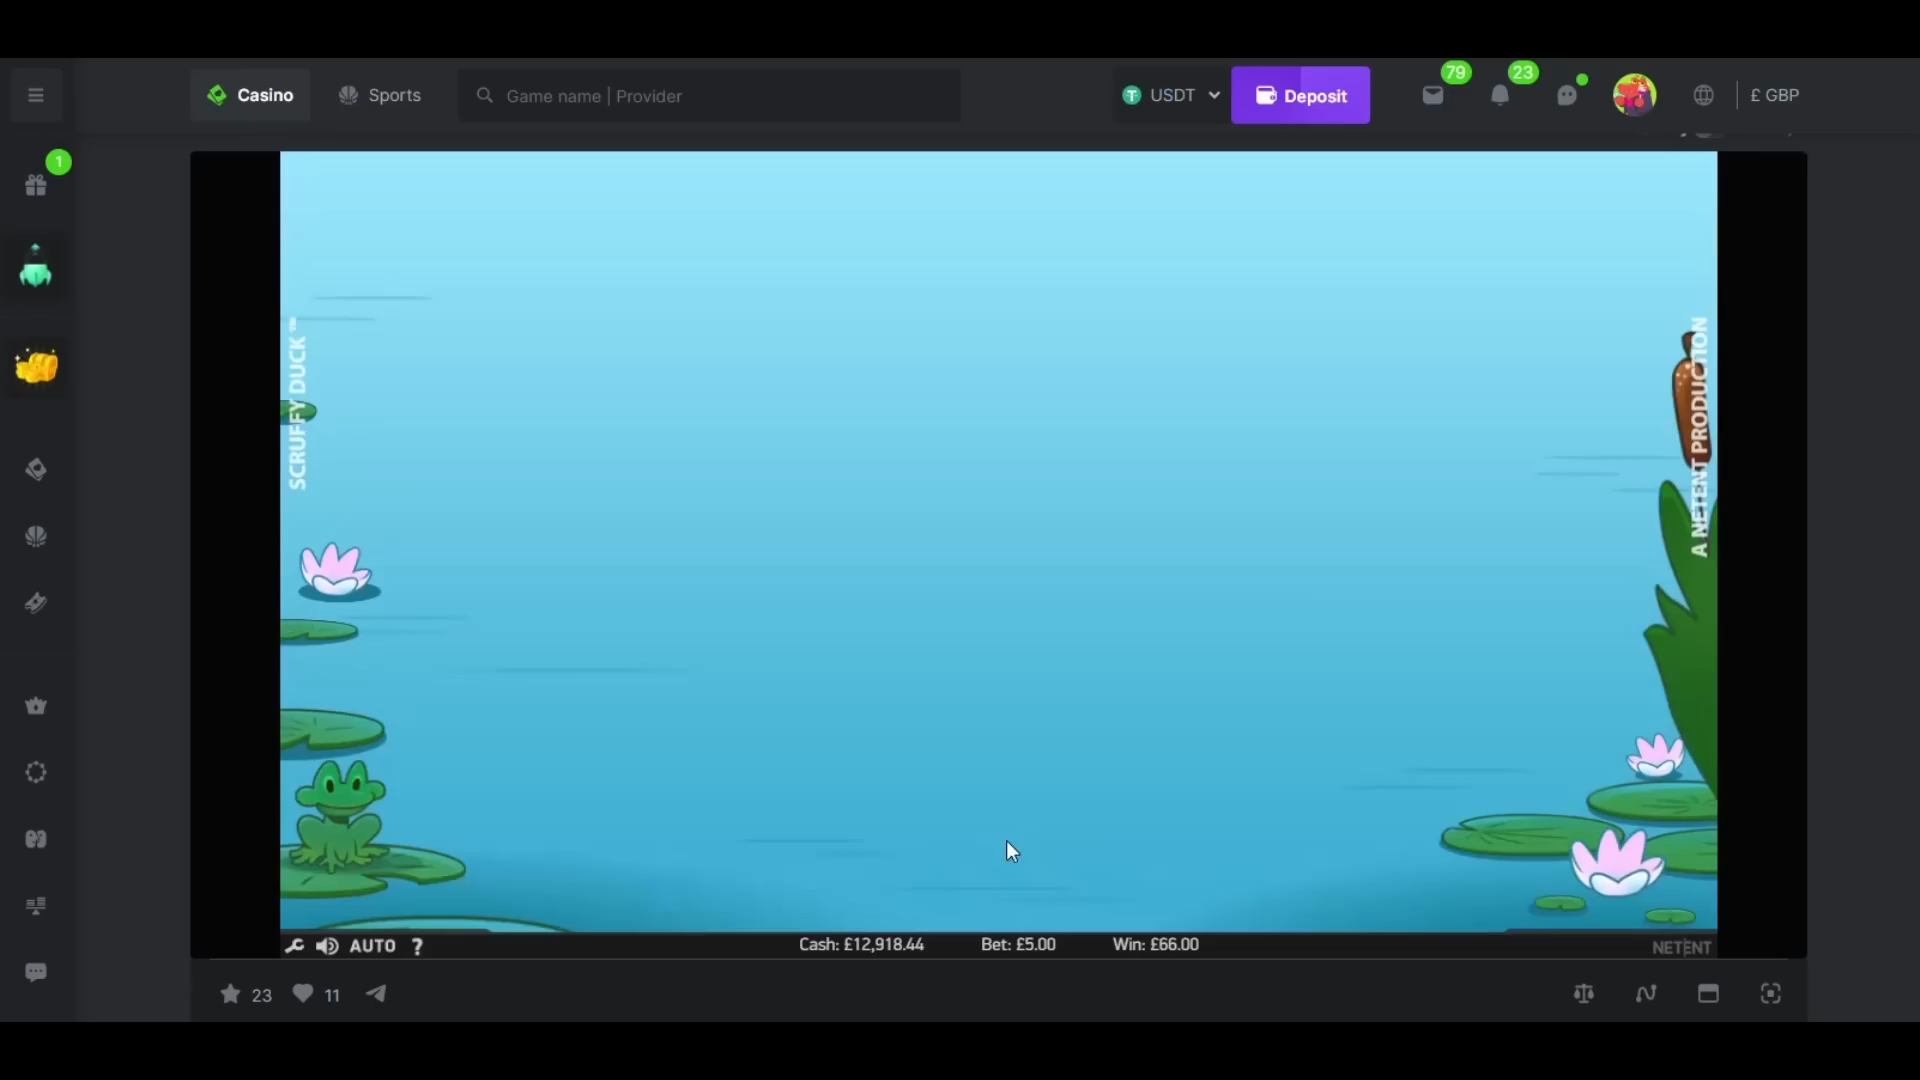 Casino
Sports
Game name | Provider
USDT
Deposit
79
23
£ GBP
1
SCRUFFY DUCK™
A NETENT PRODUCTION
AUTO ?
Cash: £12,918.44
Bet: £5.00
Win: £66.00
NETENT
23
11